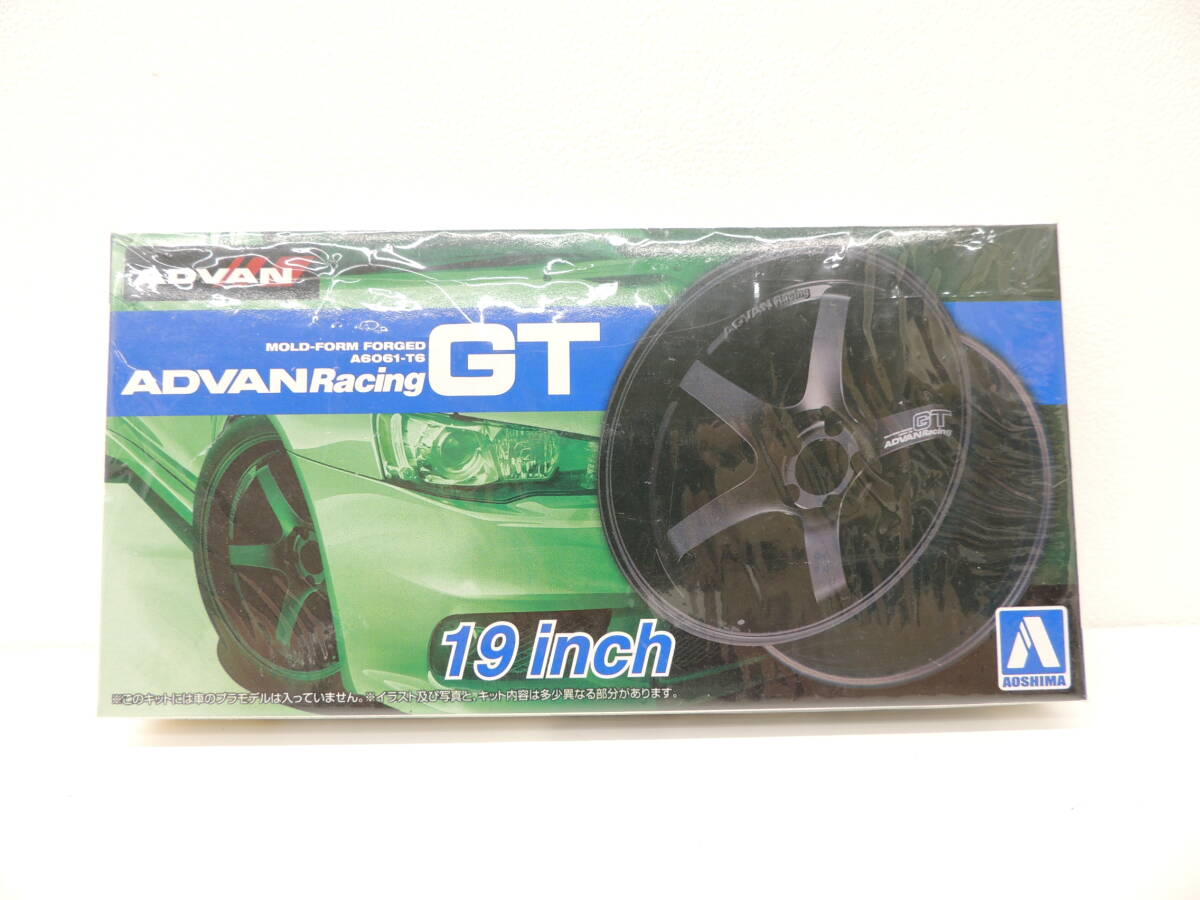 ADVAN
MOLD-FORM FORGED
A6061-T6
ADVAN Racing GT
ADVAN Racing
GT
ADVAN Racing
19 inch
※このキットには車のプラモデルは入っていません。※イラスト及び写真と、キット内容は多少異なる部分があります。
AOSHIMA